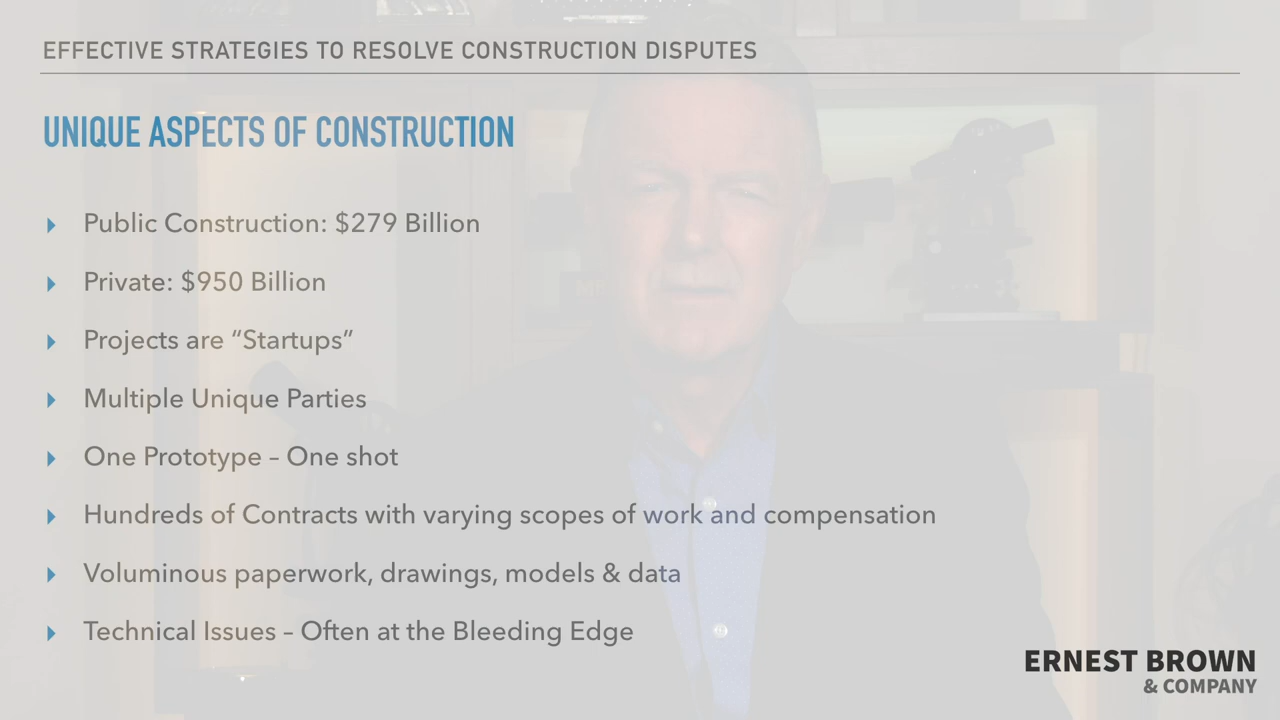 EFFECTIVE STRATEGIES TO RESOLVE CONSTRUCTION DISPUTES
UNIQUE ASPECTS OF CONSTRUCTION
Public Construction: $279 Billion
Private: $950 Billion
Projects are “Startups”
Multiple Unique Parties
One Prototype – One shot
Hundreds of Contracts with varying scopes of work and compensation
Voluminous paperwork, drawings, models & data
Technical Issues – Often at the Bleeding Edge
ERNEST BROWN
& COMPANY